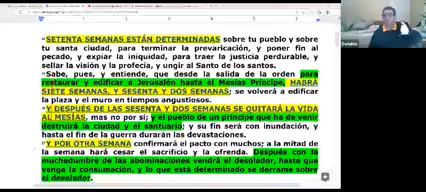 "SETENTA SEMANAS ESTÁN DETERMINADAS sobre tu pueblo y sobre
tu santa ciudad, para terminar la prevaricación, y poner fin al
pecado, y expiar la iniquidad, para traer la justicia perdurable, y
sellar la visión y la profecía, y ungir al Santo de los santos.
"Sabe, pues, y entiende, que desde la salida de la orden para
restaurar y edificar a Jerusalén hasta el Mesías Príncipe, HABRÁ
SIETE SEMANAS, Y SESENTA Y DOS SEMANAS; se volverá a edificar
la plaza y el muro en tiempos angustiosos.
"Y DESPUÉS DE LAS SESENTA Y DOS SEMANAS SE QUITARÁ LA VIDA
AL MESÍAS, mas no por sí; y el pueblo de un príncipe que ha de venir
destruirá la ciudad y el santuario; y su fin será con inundación, y
hasta el fin de la guerra durarán las devastaciones.
"Y POR OTRA SEMANA confirmará el pacto con muchos; a la mitad de
la semana hará cesar el sacrificio y la ofrenda. Después con la
muchedumbre de las abominaciones vendrá el desolador, hasta que
venga la consumación, y lo que está determinado se derrame sobre
el desolador.